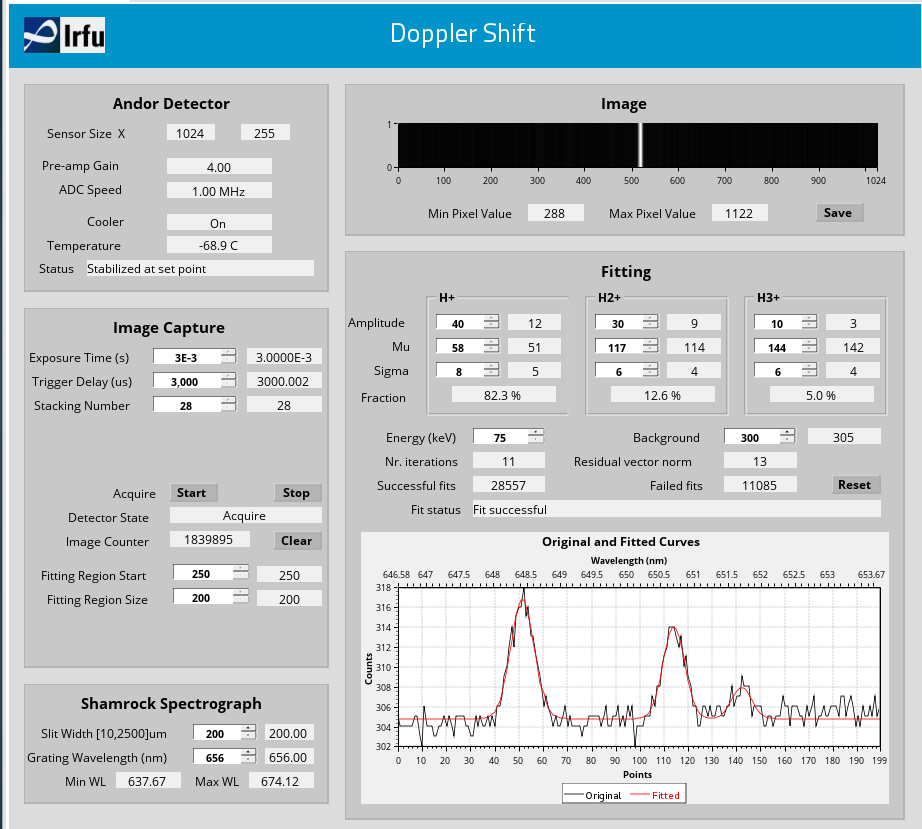 Irfu
Doppler Shift
Andor Detector
Sensor Size X 1024 255
Pre-amp Gain 4.00
ADC Speed 1.00 MHz
Cooler On
Temperature -68.9 C
Status Stabilized at set point
Image Capture
Exposure Time (s) 3E-3 3.0000E-3
Trigger Delay (us) 3,000 3000.002
Stacking Number 28 28
Acquire Start Stop
Detector State Acquire
Image Counter 1839895 Clear
Fitting Region Start 250 250
Fitting Region Size 200 200
Shamrock Spectrograph
Slit Width [10,2500]um 200 200.00
Grating Wavelength (nm) 656 656.00
Min WL 637.67 Max WL 674.12
Image
1
0
0 100 200 300 400 500 600 700 800 900 1024
Min Pixel Value 288 Max Pixel Value 1122 Save
Fitting
H+ H2+ H3+
Amplitude 40 12 30 9 10 3
Mu 58 51 117 114 144 142
Sigma 8 5 6 4 6 4
Fraction 82.3 % 12.6 % 5.0 %
Energy (keV) 75 Background 300 305
Nr. iterations 11 Residual vector norm 13
Successful fits 28557 Failed fits 11085 Reset
Fit status Fit successful
Original and Fitted Curves
Wavelength (nm)
646.58 647 647.5 648 648.5 649 649.5 650 650.5 651 651.5 652 652.5 653 653.67
318
316
314
312
310
308
306
304
302
Counts
0 10 20 30 40 50 60 70 80 90 100 110 120 130 140 150 160 170 180 190 199
Points
Original Fitted